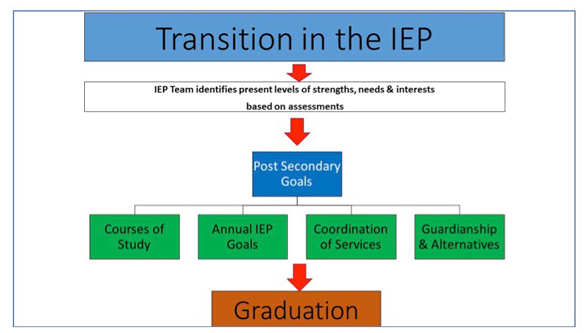 Transition in the IEP
IEP Team identifies present levels of strengths, needs & interests
based on assessments
Post Secondary
Goals
Courses of
Study
Annual IEP
Goals
Coordination
of Services
Guardianship
& Alternatives
Graduation